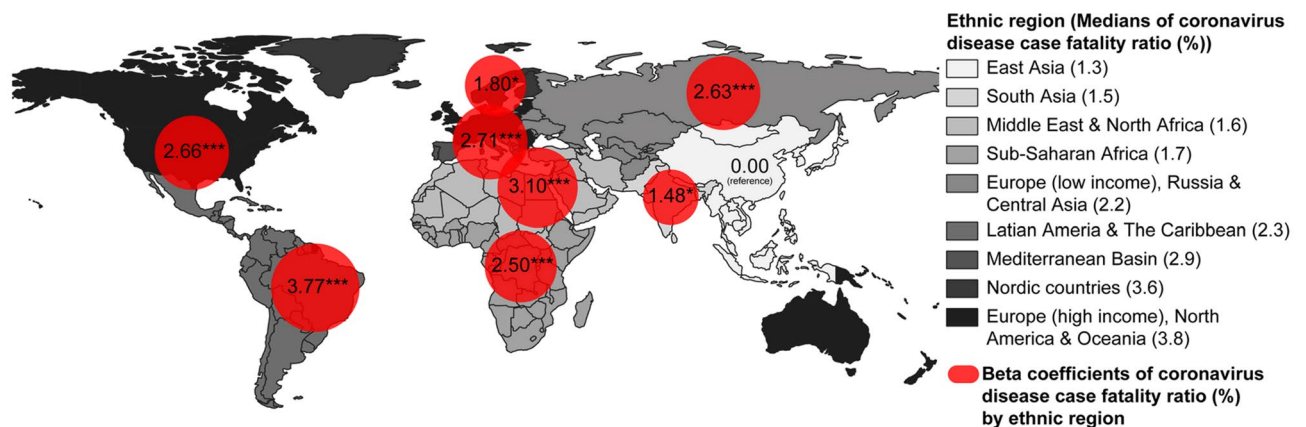 Ethnic region (Medians of coronavirus
disease case fatality ratio (%))
East Asia (1.3)
South Asia (1.5)
Middle East & North Africa (1.6)
Sub-Saharan Africa (1.7)
Europe (low income), Russia &
Central Asia (2.2)
Latian Ameria & The Caribbean (2.3)
Mediterranean Basin (2.9)
Nordic countries (3.6)
Europe (high income), North
America & Oceania (3.8)
Beta coefficients of coronavirus
disease case fatality ratio (%)
by ethnic region
1.80*
2.63***
2.66***
2.71***
0.00
(reference)
3.10***
1.48*
2.50***
3.77***